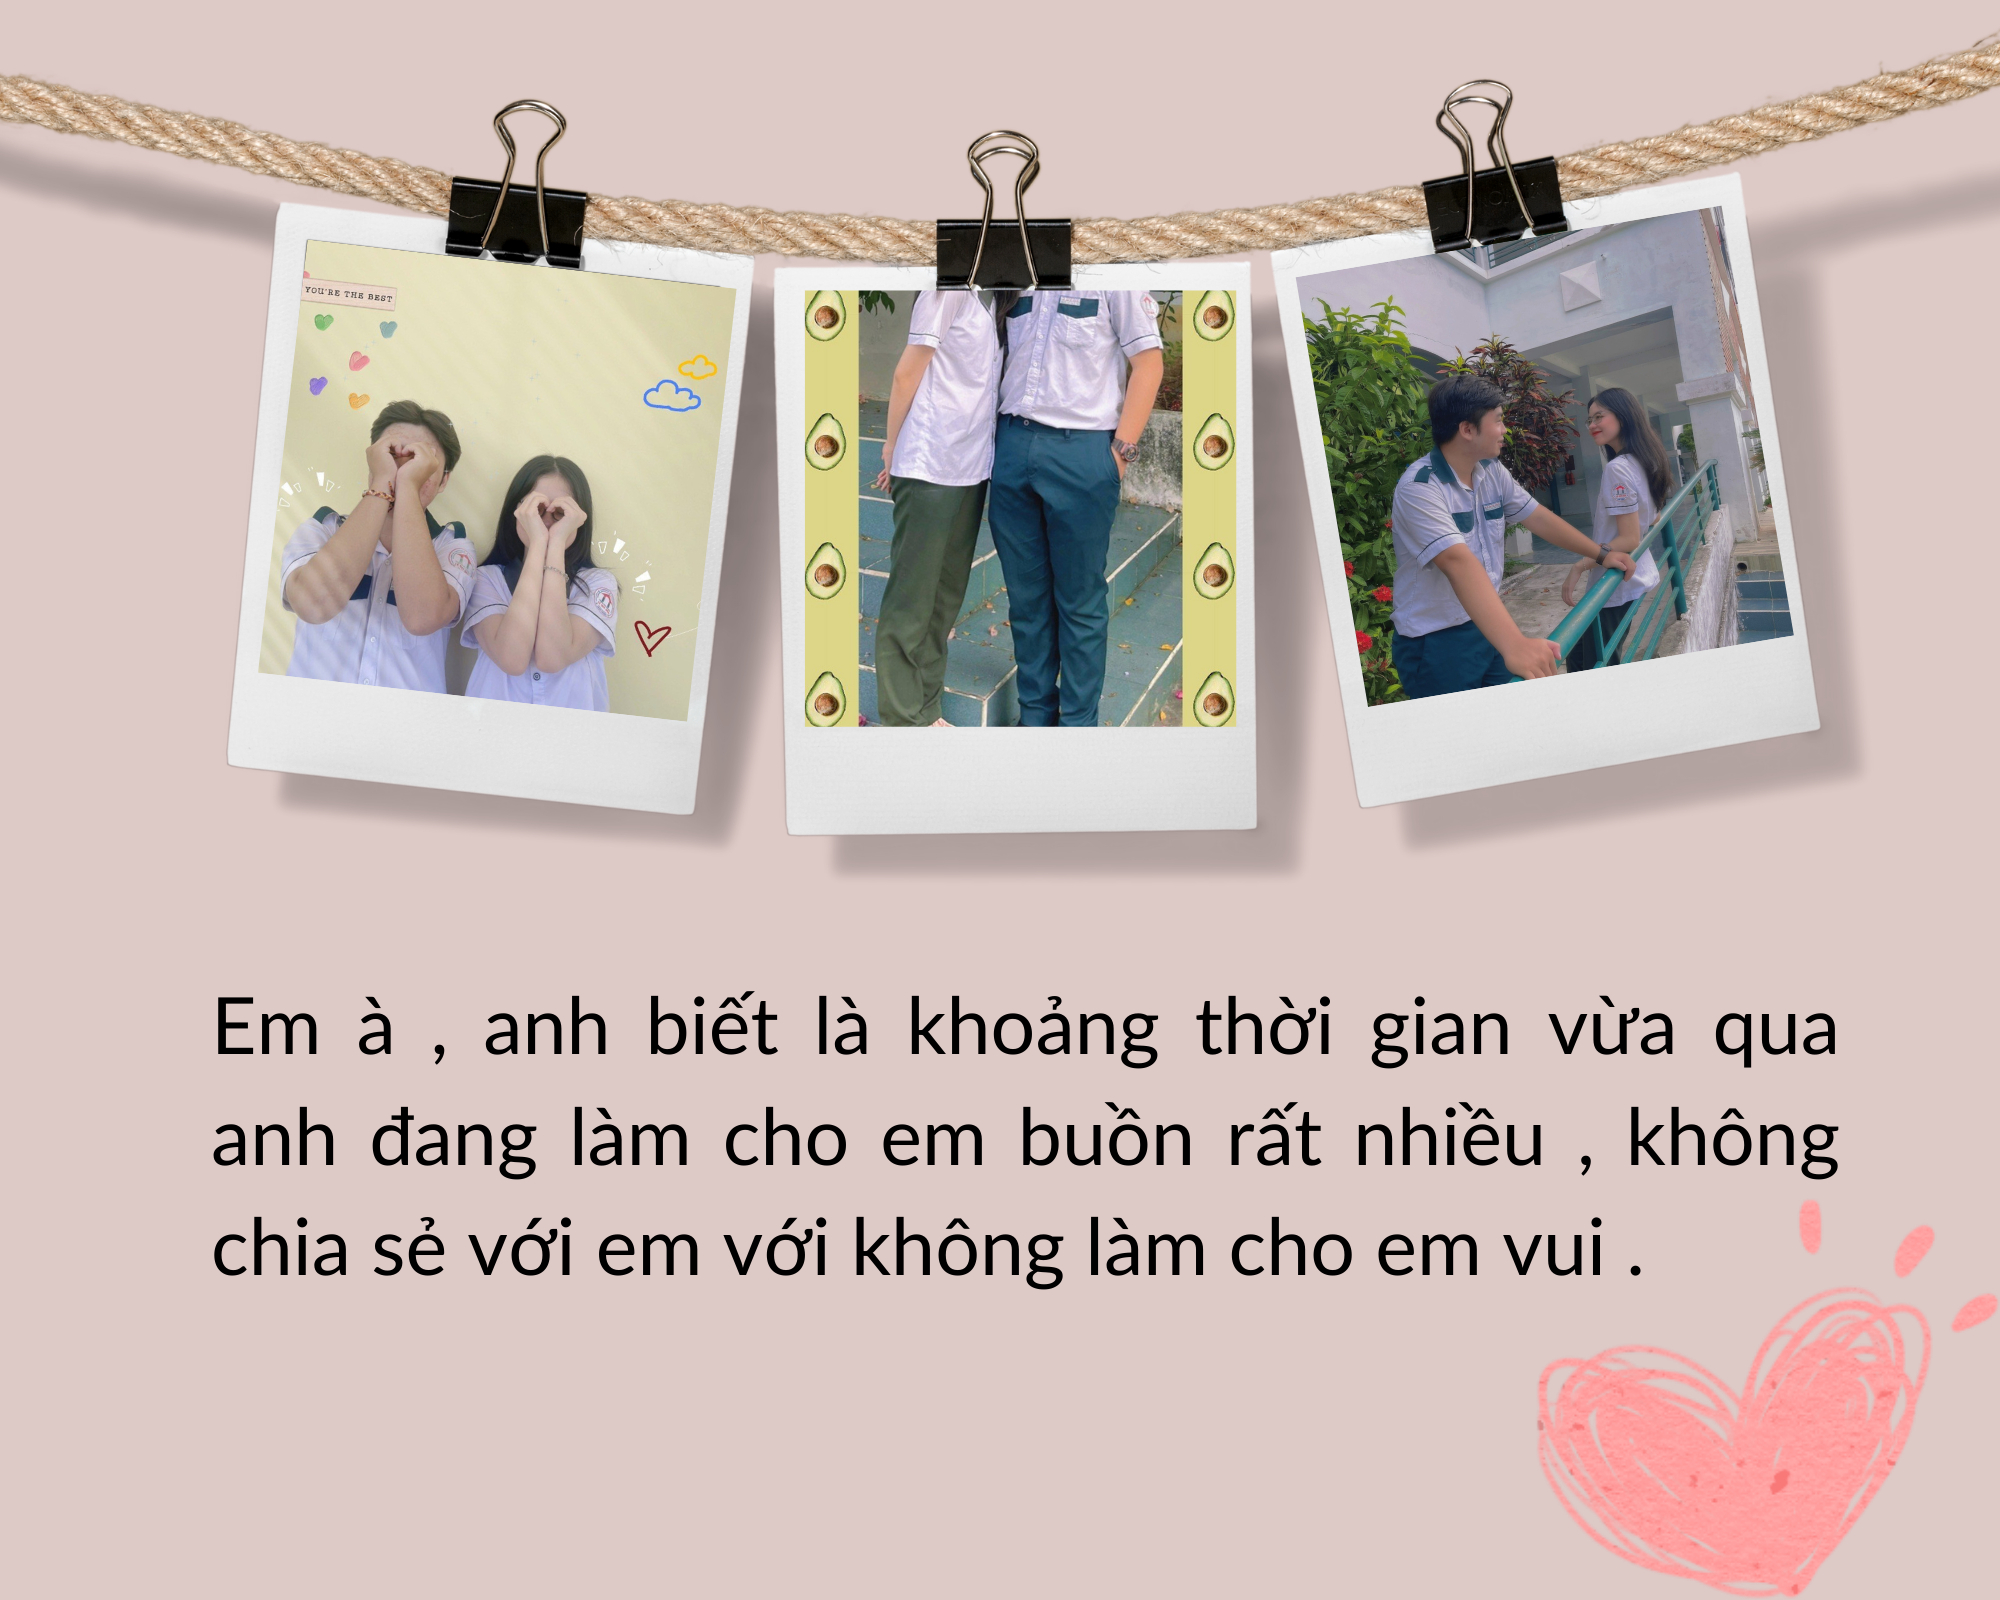 YOU'RE THE BEST
Em à , anh biết là khoảng thời gian vừa qua
anh đang làm cho em buồn rất nhiều , không
chia sẻ với em với không làm cho em vui .